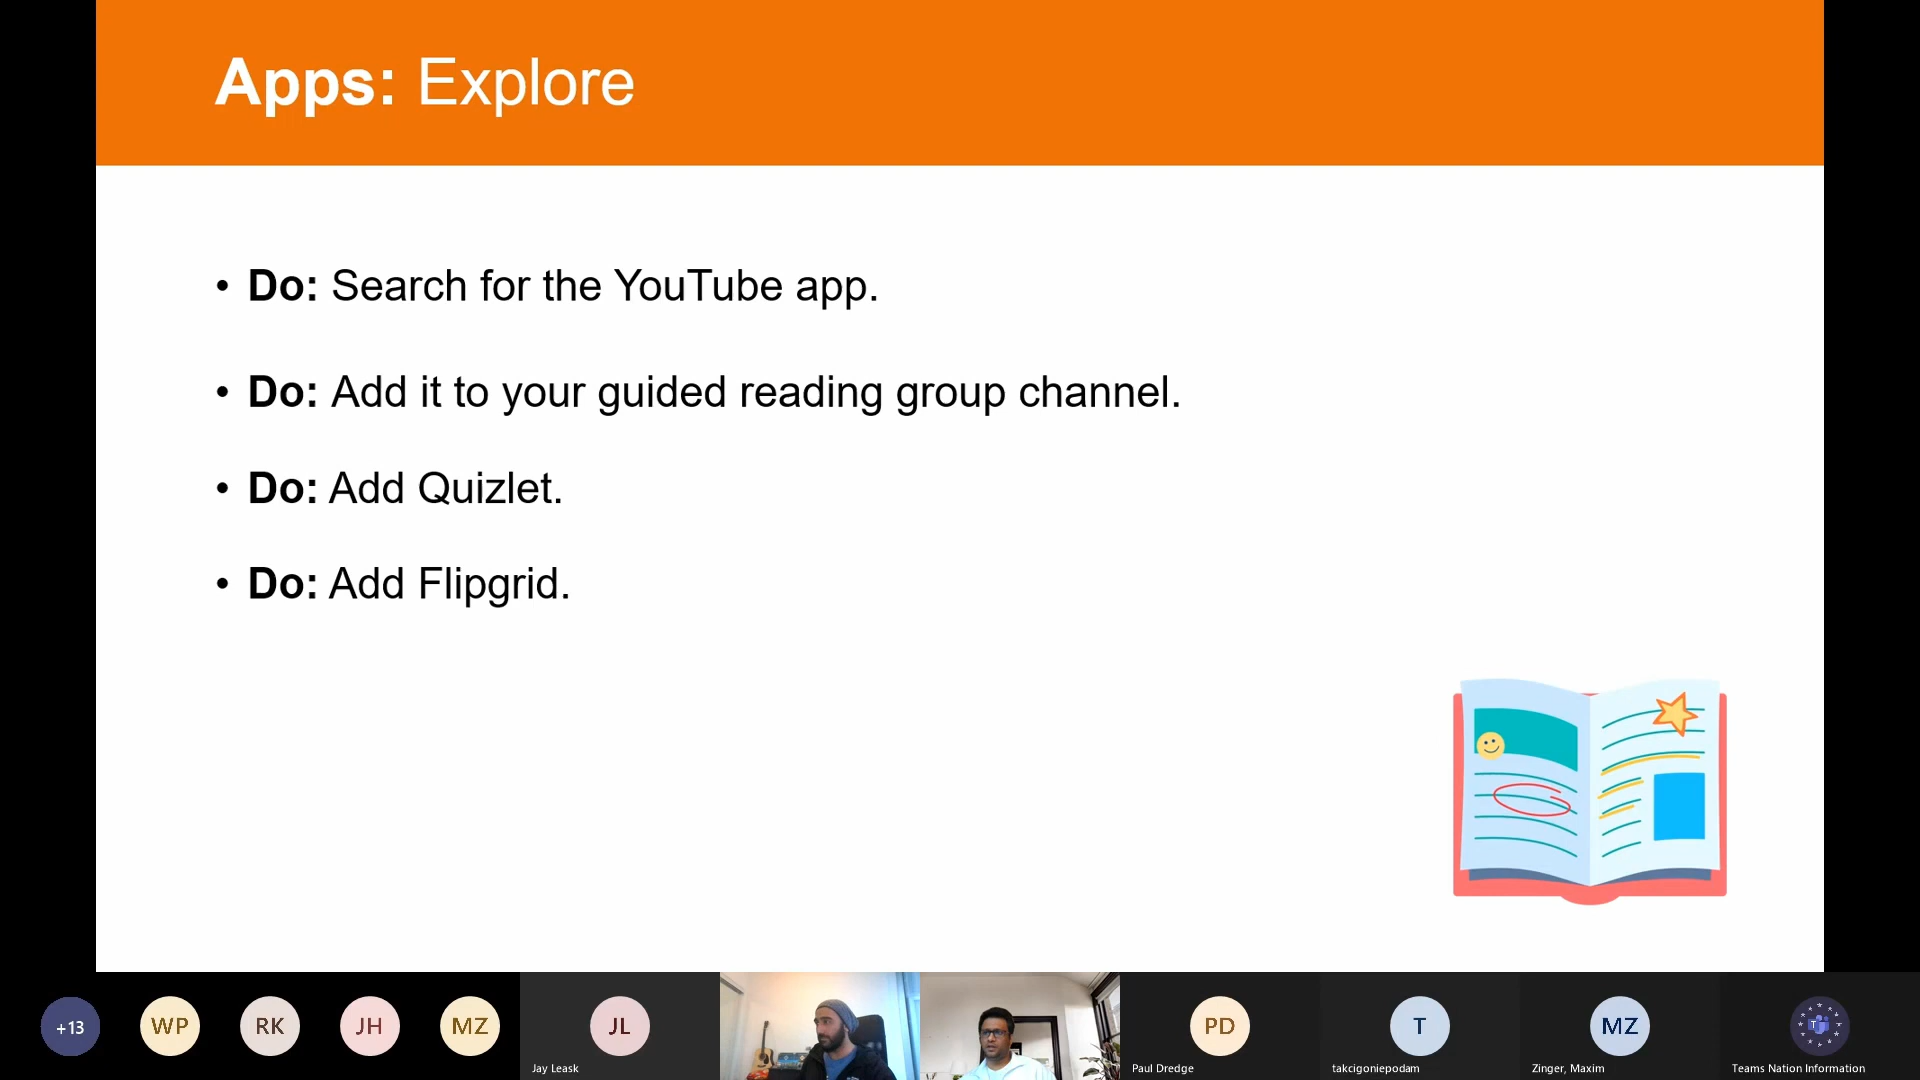 Apps: Explore
• Do: Search for the YouTube app.
• Do: Add it to your guided reading group channel.
• Do: Add Quizlet.
• Do: Add Flipgrid.
+13
WP
RK
JH
MZ
JL
Jay Leask
PD
Paul Dredge
T
takcigoniepodam
MZ
Zinger, Maxim
T
Teams Nation Information